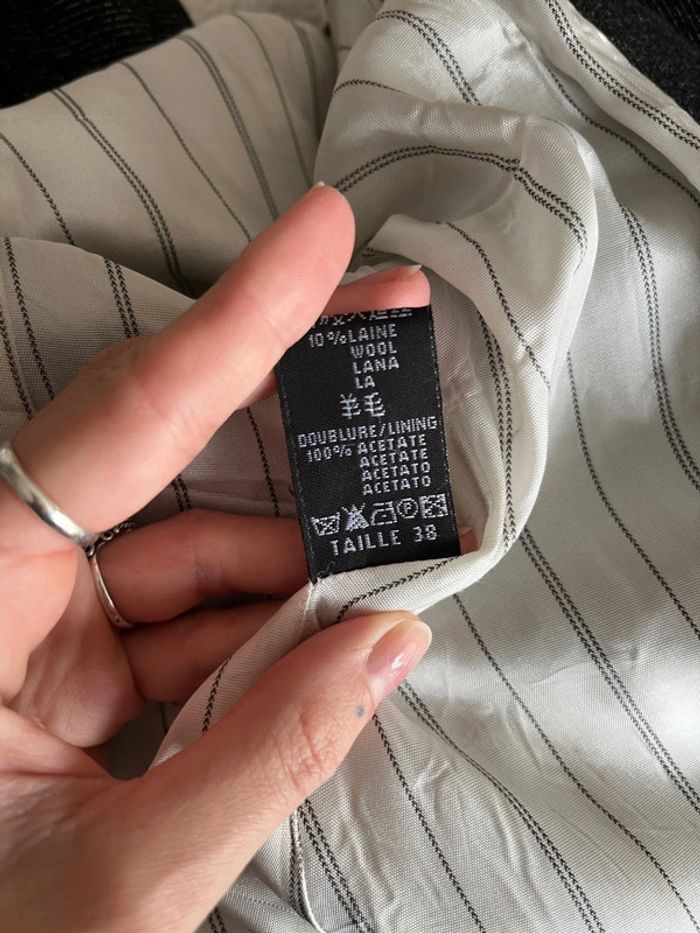 10% LAINE
WOOL
LANA
LA
羊毛
DOUBLURE/LINING
100% ACETATE
ACETATE
ACETATO
ACETATO
TAILLE 38